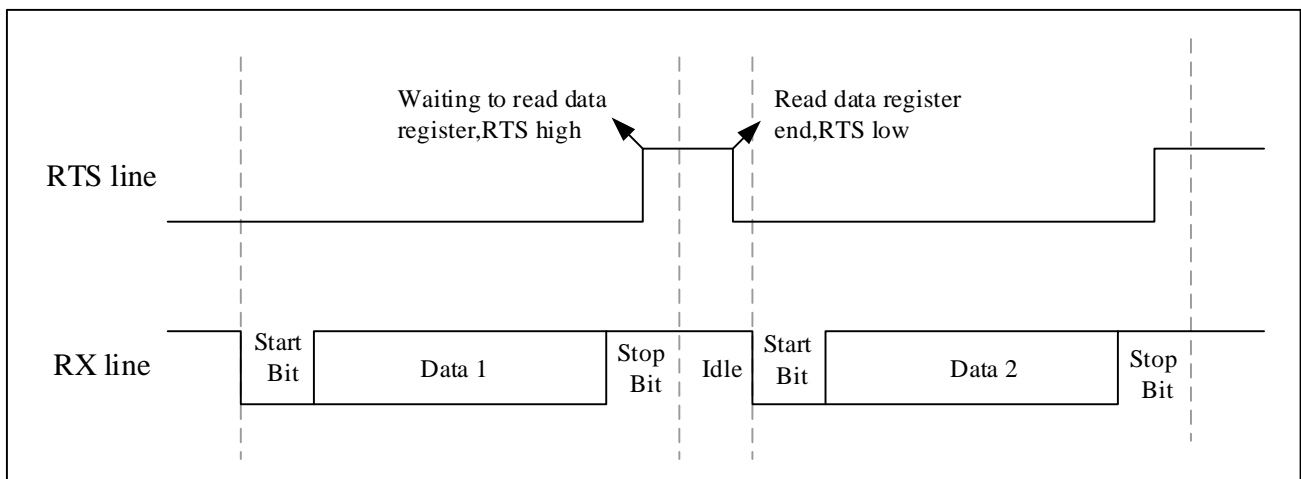 Waiting to read data
register,RTS high
Read data register
end,RTS low
RTS line
RX line
Start
Bit
Data 1
Stop
Bit
Idle
Start
Bit
Data 2
Stop
Bit